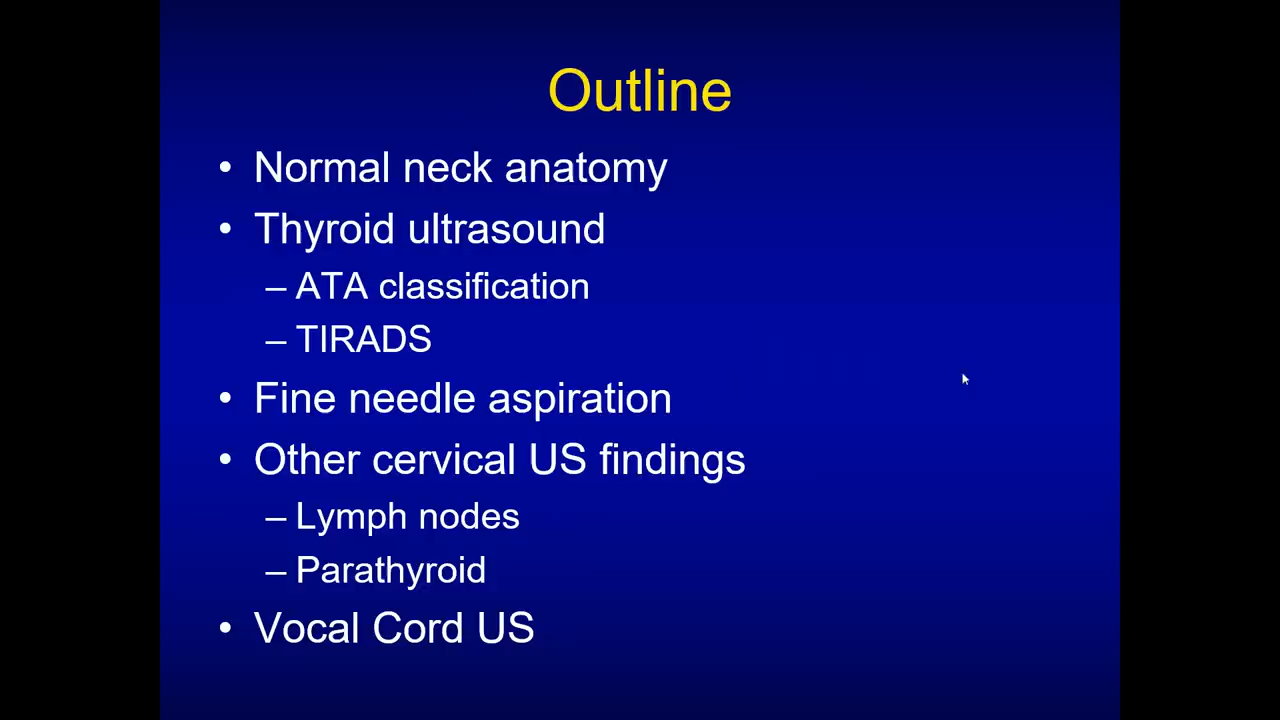 Outline
• Normal neck anatomy
• Thyroid ultrasound
– ATA classification
– TIRADS
• Fine needle aspiration
• Other cervical US findings
– Lymph nodes
– Parathyroid
• Vocal Cord US